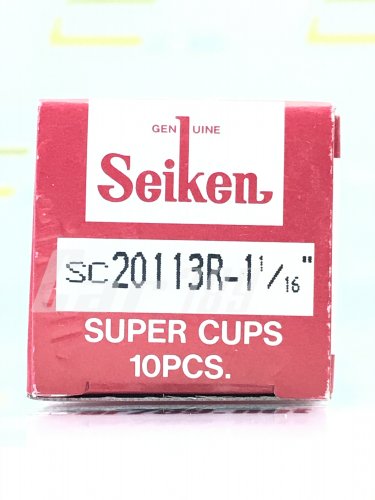 GENUINE
Seiken
SC20113R-1 1/16"
SUPER CUPS
10PCS.